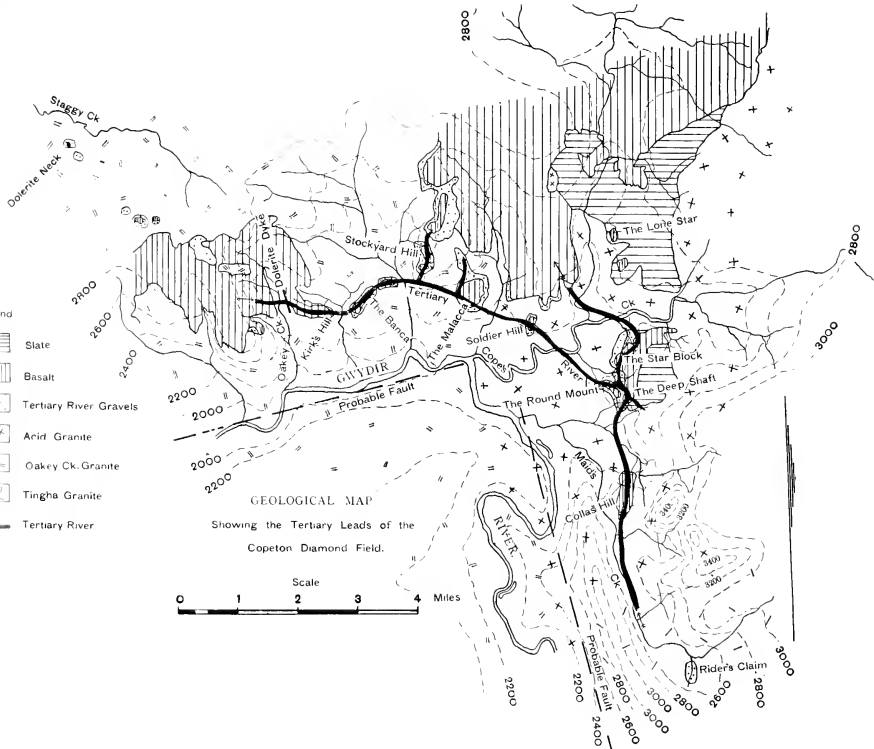 2800
Staggy Ck
Dolerite Neck
Dolerite Dyke
Stockyard Hill
The Lone Star
2800
2800
2600
2400
nd
Slate
Basalt
Tertiary River Gravels
Acid Granite
Oakey Ck. Granite
Tingha Granite
Tertiary River
Tertiary
River
Kirk's Hill
The Banca
The Malacca
Oakey Ck
Soldier Hill
Copes
Ck
The Star Block
3000
GWYDIR
RIVER
Probable Fault
The Round Mount
The Deep Shaft
2200
2000
2000
2200
Maids
Ck
Collas Hill
3400
3200
3400
3200
GEOLOGICAL MAP
Showing the Tertiary Leads of the
Copeton Diamond Field.
Scale
0 1 2 3 4 Miles
Rider's Claim
Probable Fault
2200
2200
2400
2800
2600
3000
3000
2800
2600
2800
3000